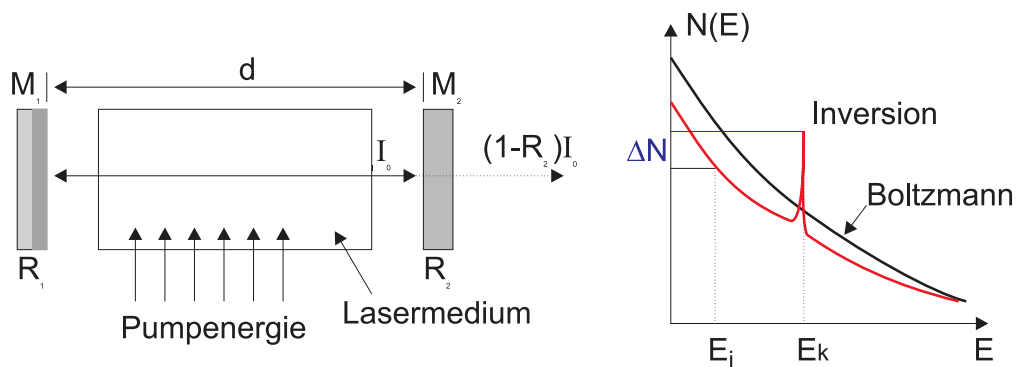 d
M₁
M₂
I₀
(1-R₂)I₀
R₁
R₂
Pumpenergie
Lasermedium
N(E)
Inversion
ΔN
Boltzmann
Eᵢ
Eₖ
E